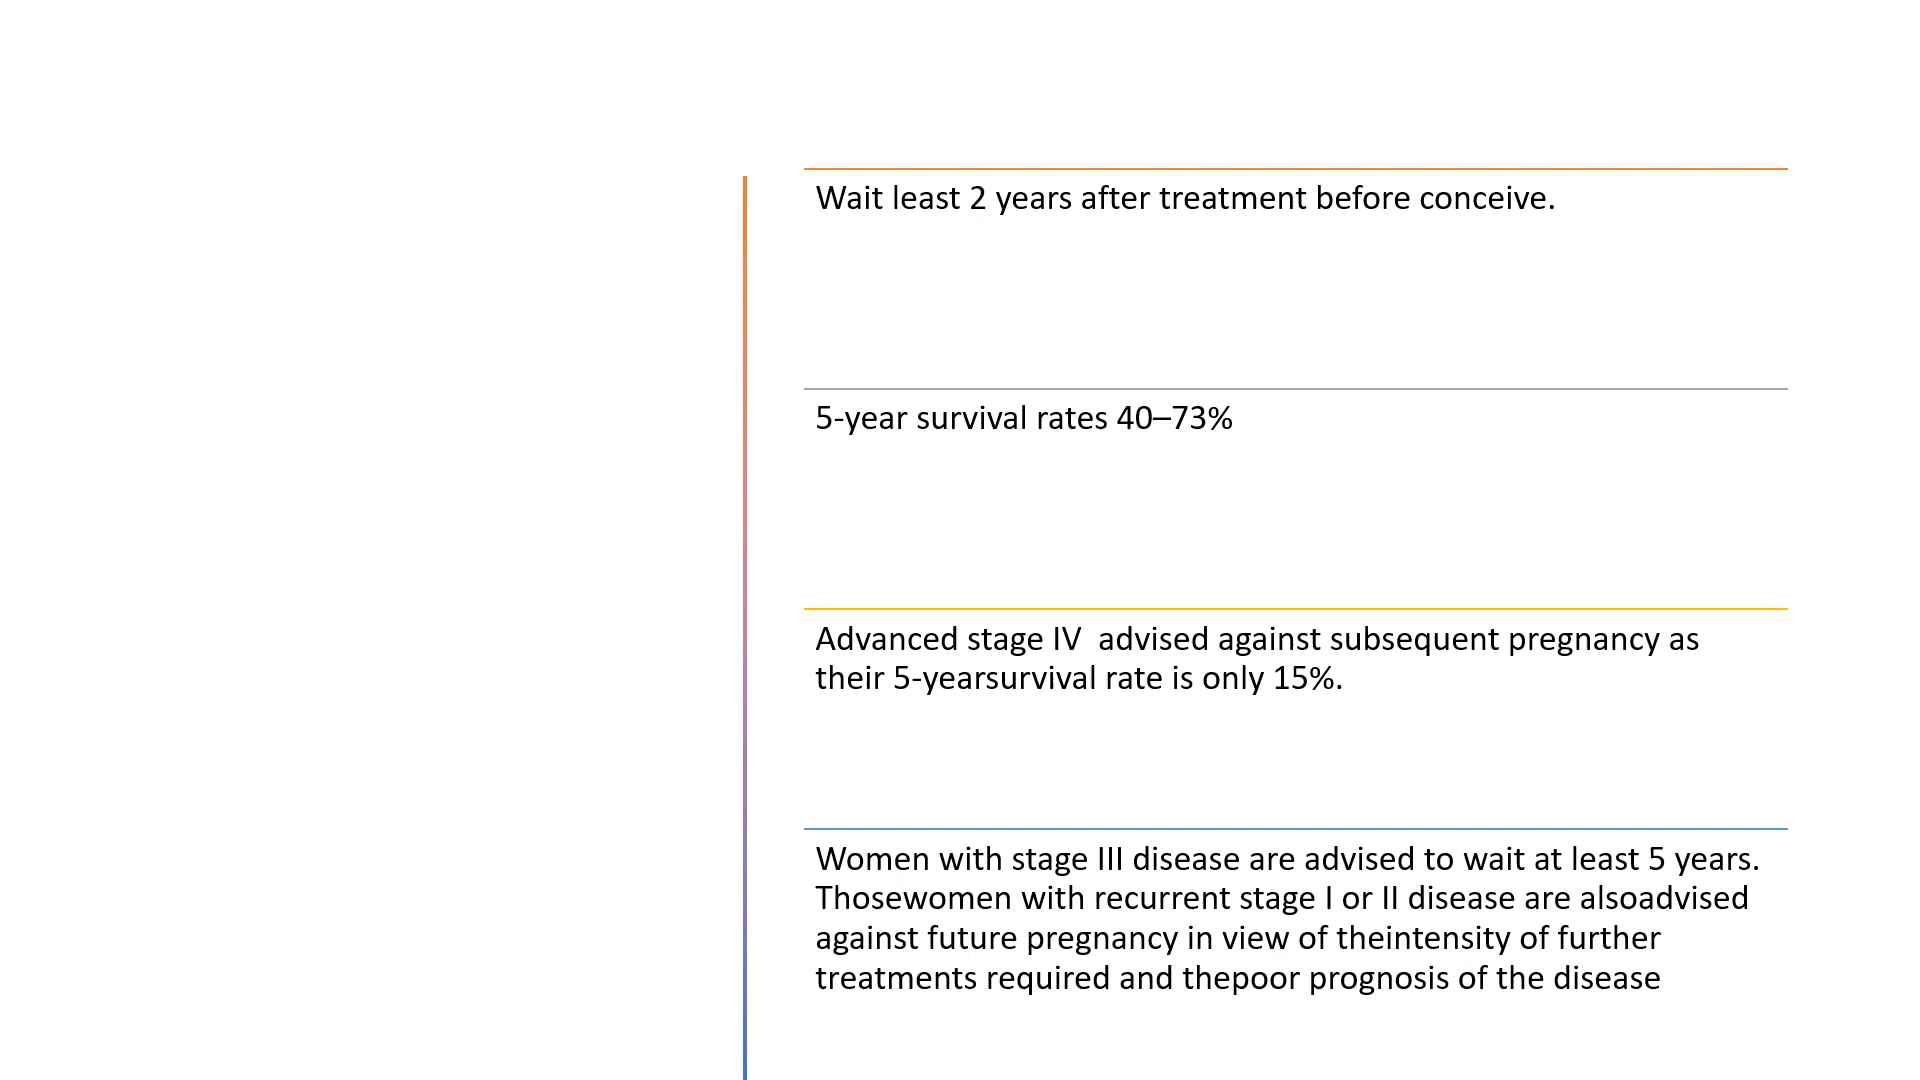 Wait least 2 years after treatment before conceive.
5-year survival rates 40–73%
Advanced stage IV  advised against subsequent pregnancy as
their 5-yearsurvival rate is only 15%.
Women with stage III disease are advised to wait at least 5 years.
Thosewomen with recurrent stage I or II disease are alsoadvised
against future pregnancy in view of theintensity of further
treatments required and thepoor prognosis of the disease